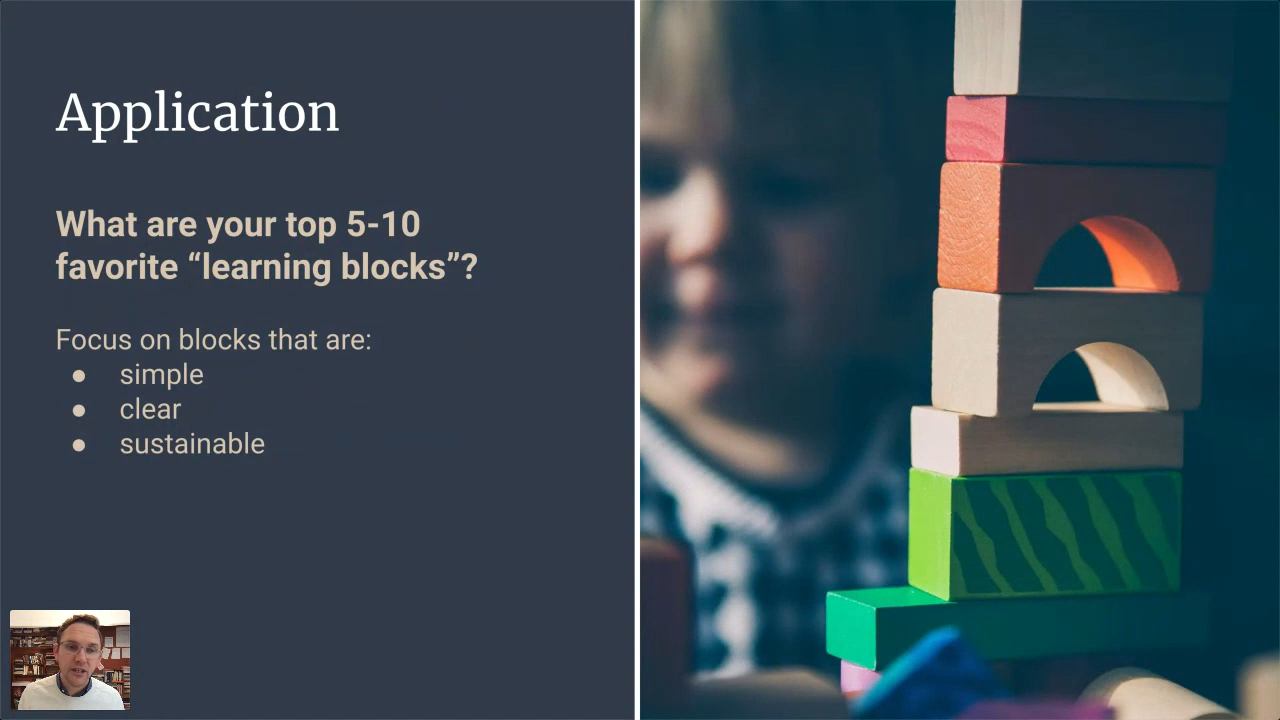 Application
What are your top 5-10
favorite “learning blocks”?
Focus on blocks that are:
● simple
● clear
● sustainable